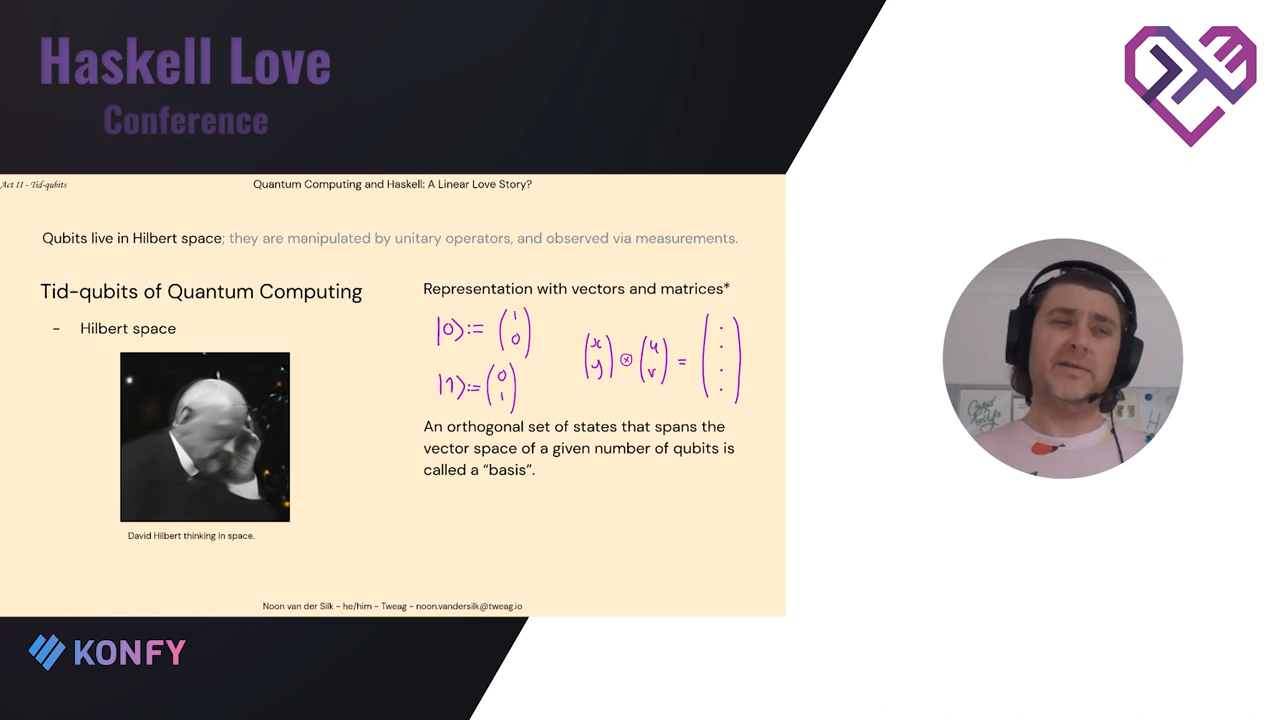 Haskell Love
Conference
Act II - Tid-qubits
Quantum Computing and Haskell: A Linear Love Story?
Qubits live in Hilbert space; they are manipulated by unitary operators, and observed via measurements.
Tid-qubits of Quantum Computing
- Hilbert space
David Hilbert thinking in space.
Representation with vectors and matrices*
|0⟩:= (1 0)
|1⟩:= (0 1)
(x y) ⊗ (u v) = (. . . .)
An orthogonal set of states that spans the
vector space of a given number of qubits is
called a “basis”.
Noon van der Silk - he/him - Tweag - noon.vandersilk@tweag.io
KONFY